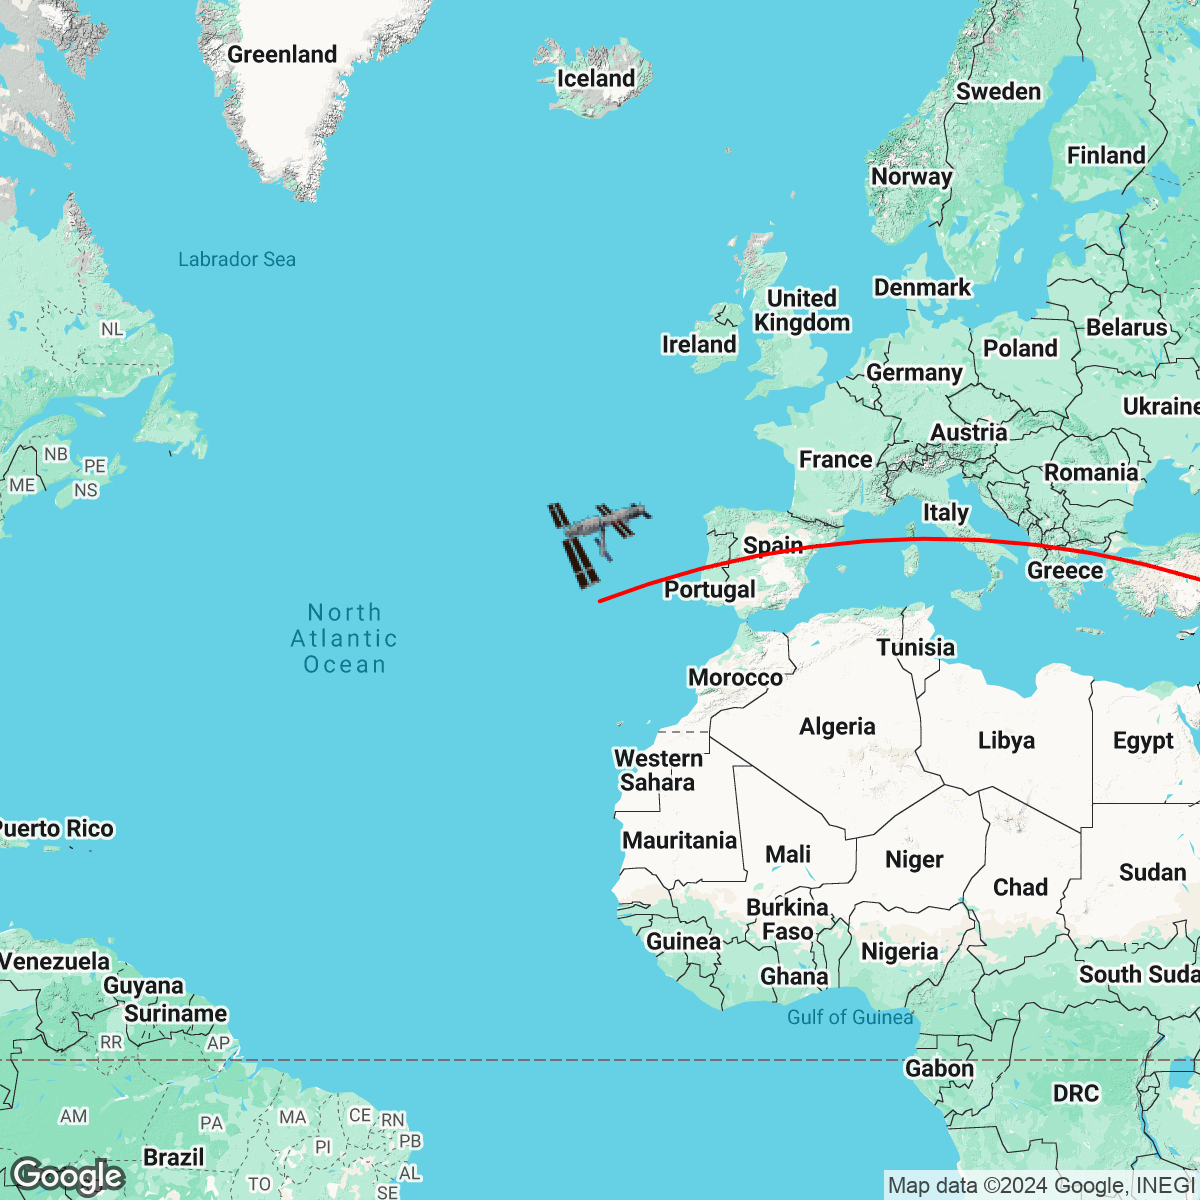 Greenland
Iceland
Sweden
Finland
Norway
Labrador Sea
Denmark
United
Kingdom
NL
Belarus
Ireland
Poland
Germany
Ukraine
Austria
NB
PE
France
Romania
ME
NS
Italy
Spain
Greece
Portugal
North
Atlantic
Ocean
Tunisia
Morocco
Algeria
Libya
Egypt
Western
Sahara
Puerto Rico
Mauritania
Mali
Niger
Sudan
Chad
Burkina
Faso
Guinea
Nigeria
Venezuela
Ghana
South Suda
Guyana
Suriname
Gulf of Guinea
RR
AP
Gabon
DRC
AM
PA
MA
CE
RN
PI
PB
Brazil
AL
TO
SE
Google
Map data ©2024 Google, INEGI